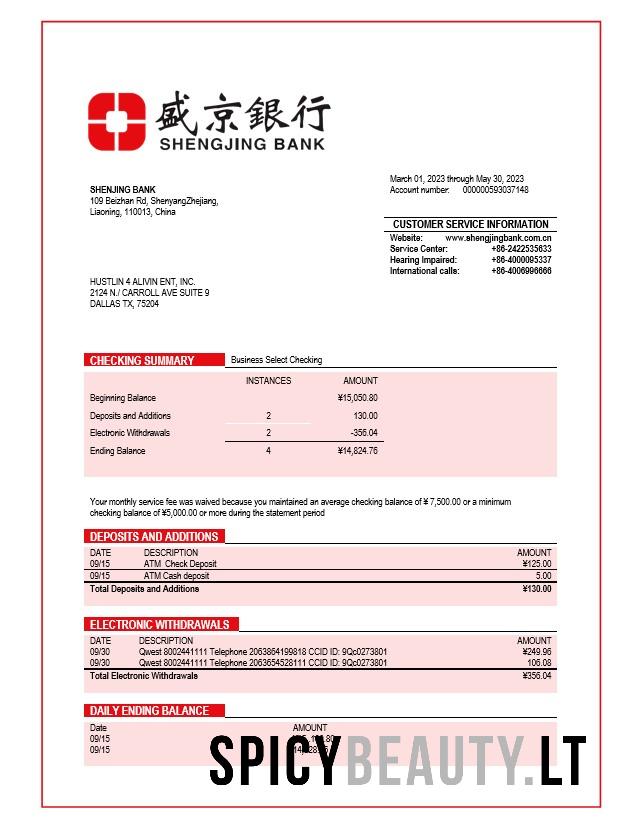 盛京銀行
SHENGJING BANK
March 01, 2023 through May 30, 2023
Account number: 000000593037148
SHENJING BANK
109 Beizhan Rd, ShenyangZhejiang,
Liaoning, 110013, China
CUSTOMER SERVICE INFORMATION
Website: www.shengjingbank.com.cn
Service Center: +86-2422535633
Hearing Impaired: +86-4000095337
International calls: +86-4006996666
HUSTLIN 4 ALIVIN ENT, INC.
2124 N./ CARROLL AVE SUITE 9
DALLAS TX, 75204
CHECKING SUMMARY Business Select Checking
INSTANCES AMOUNT
Beginning Balance ¥15,050.80
Deposits and Additions 2 130.00
Electronic Withdrawals 2 -356.04
Ending Balance 4 ¥14,824.76
Your monthly service fee was waived because you maintained an average checking balance of ¥ 7,500.00 or a minimum
checking balance of ¥5,000.00 or more during the statement period
DEPOSITS AND ADDITIONS
DATE DESCRIPTION AMOUNT
09/15 ATM Check Deposit ¥125.00
09/15 ATM Cash deposit 5.00
Total Deposits and Additions ¥130.00
ELECTRONIC WITHDRAWALS
DATE DESCRIPTION AMOUNT
09/30 Qwest 8002441111 Telephone 2063864199818 CCID ID: 9Qc0273801 ¥249.96
09/30 Qwest 8002441111 Telephone 2063654528111 CCID ID: 9Qc0273801 106.08
Total Electronic Withdrawals ¥356.04
DAILY ENDING BALANCE
Date AMOUNT
09/15
09/15
SPICYBEAUTY.LT